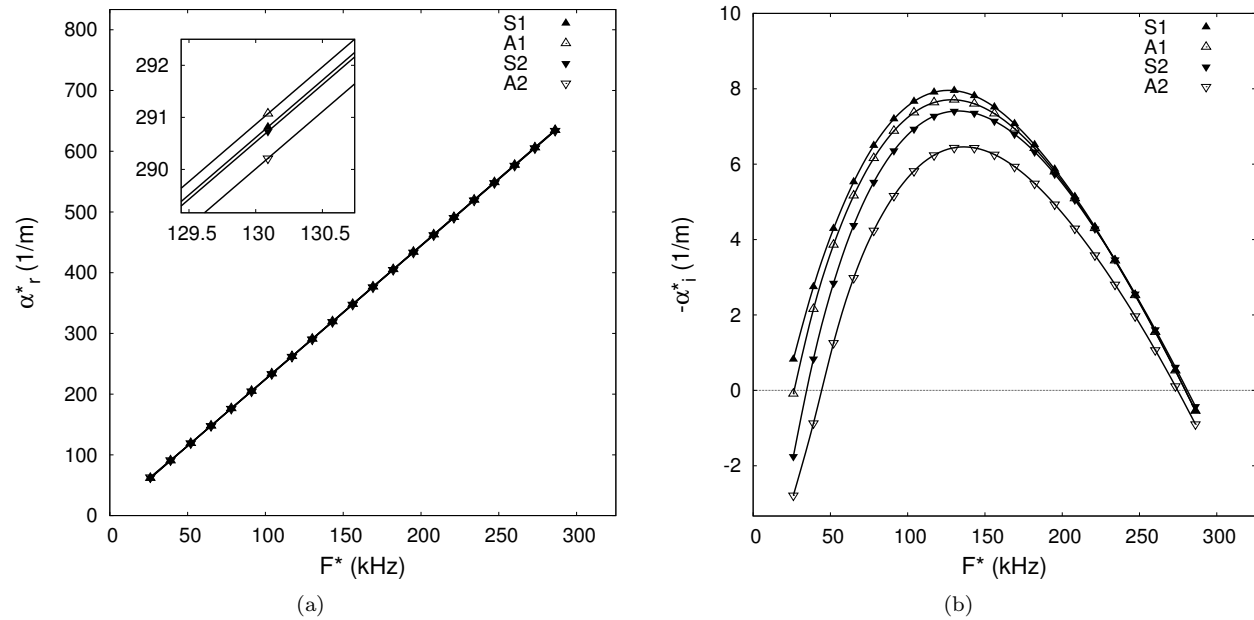 800
700
600
500
400
300
200
100
0
0 50 100 150 200 250 300
α*r (1/m)
F* (kHz)
S1
A1
S2
A2
292
291
290
129.5 130 130.5
(a)
10
8
6
4
2
0
-2
0 50 100 150 200 250 300
-α*i (1/m)
F* (kHz)
S1
A1
S2
A2
(b)